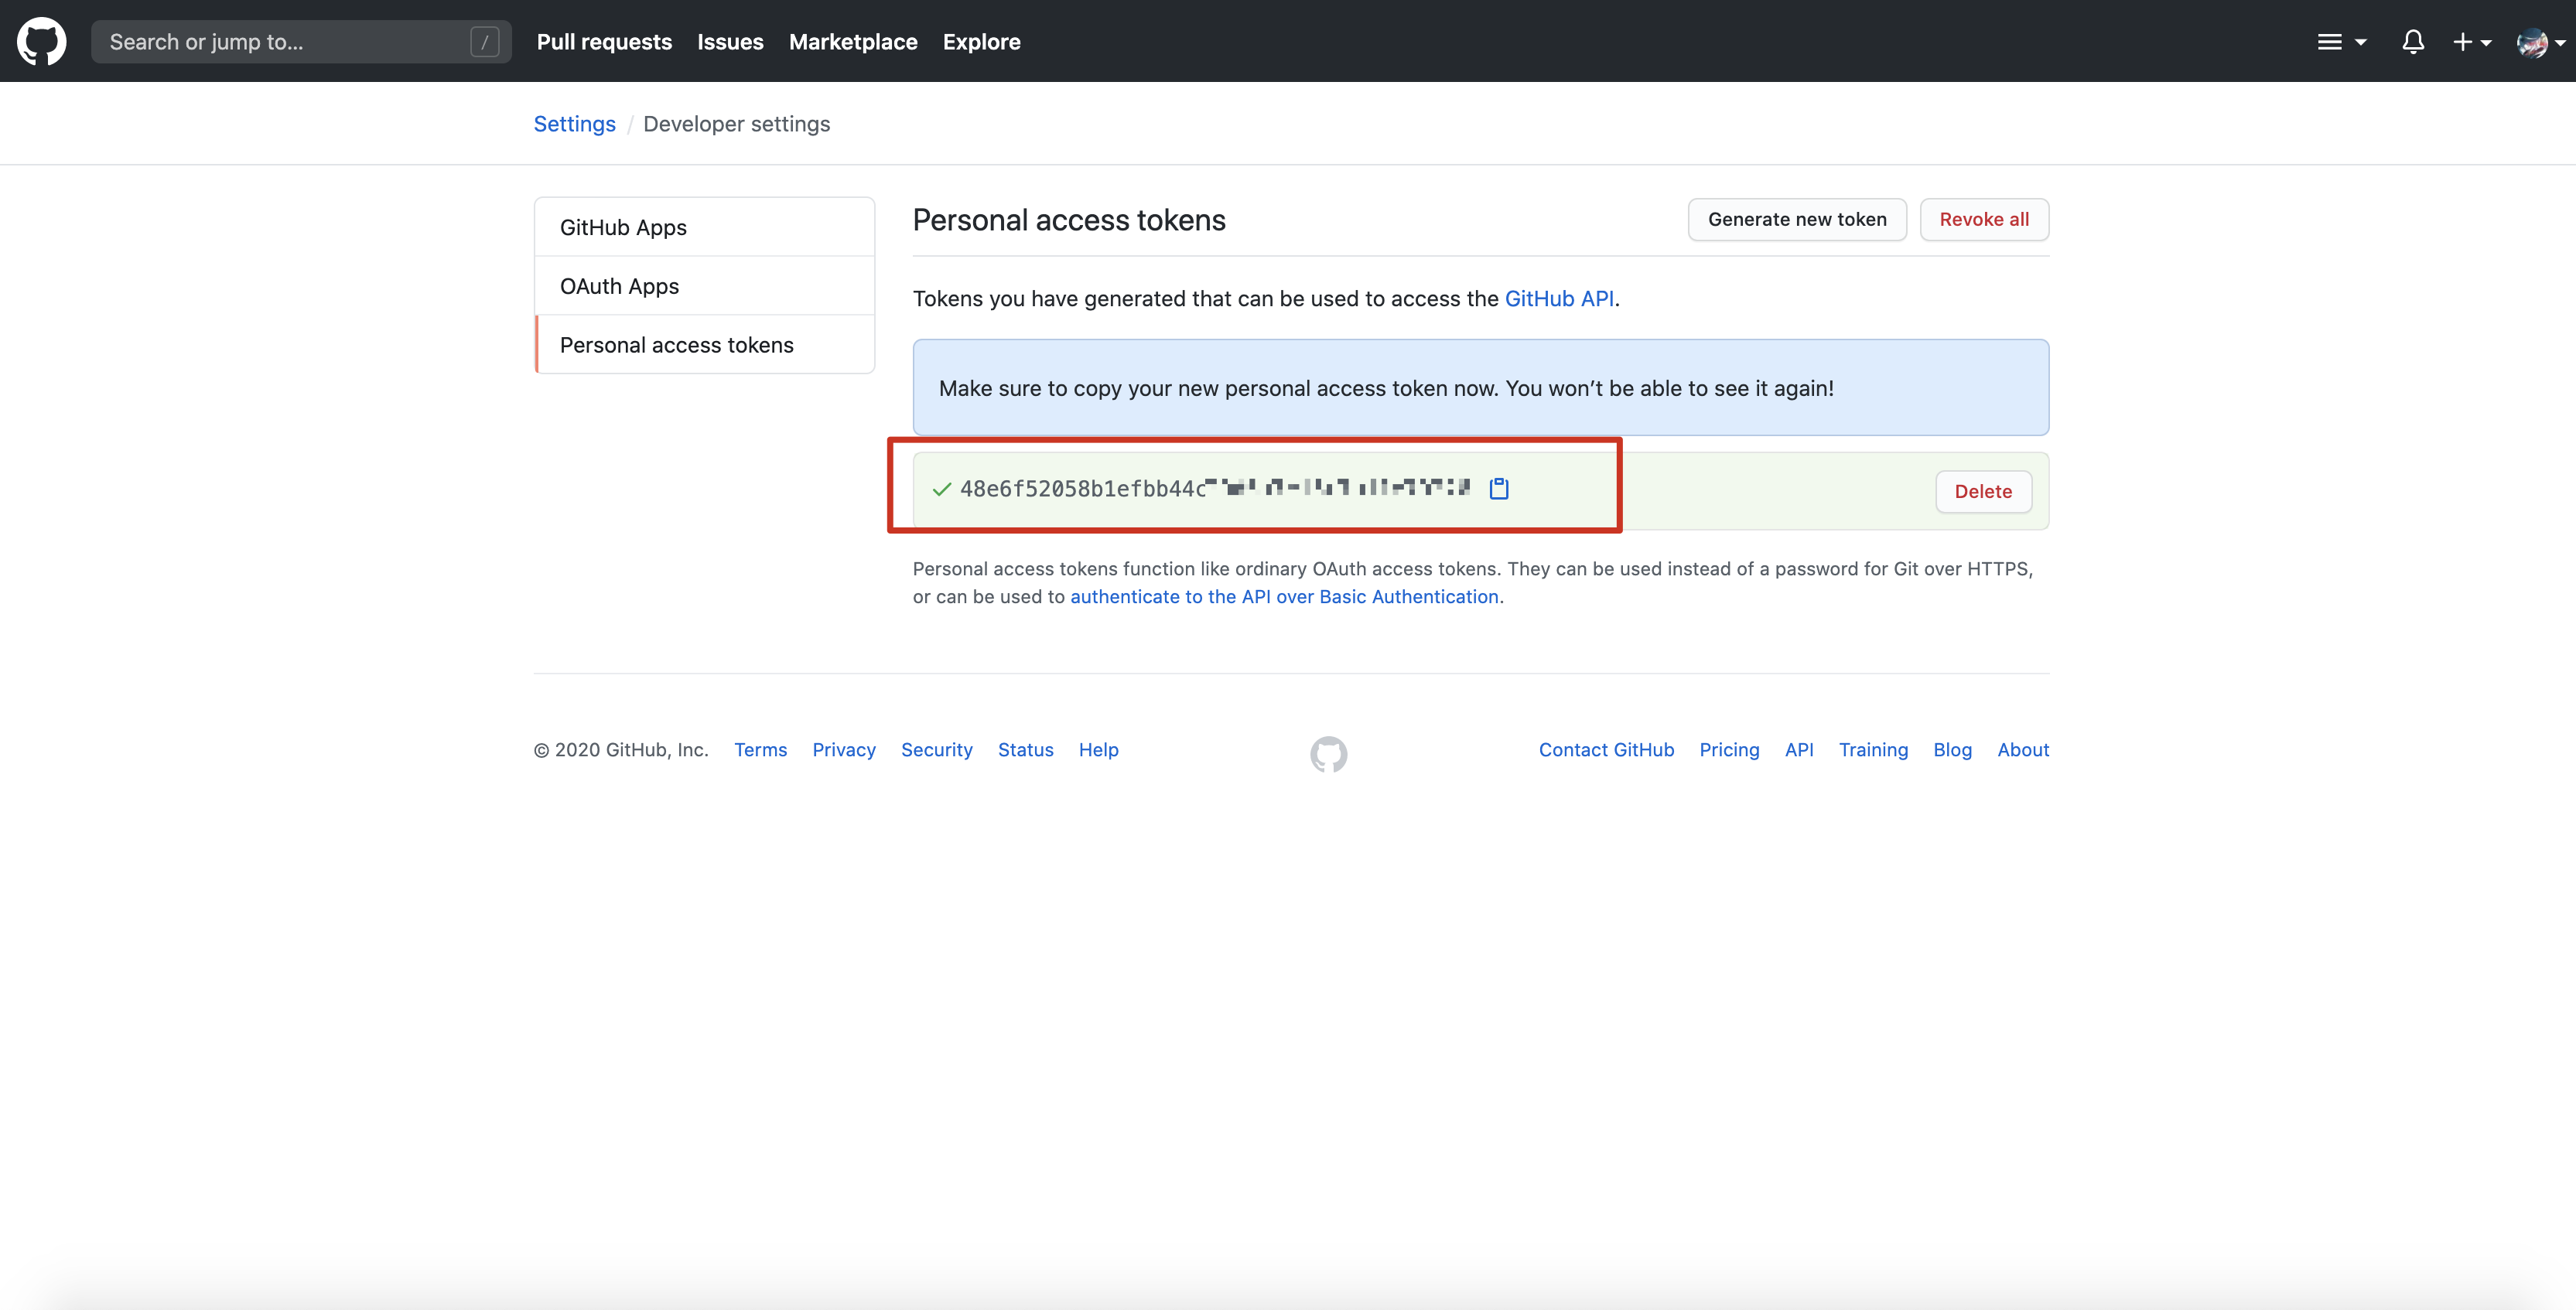 Search or jump to...
/
Pull requests
Issues
Marketplace
Explore
Settings / Developer settings
GitHub Apps
OAuth Apps
Personal access tokens
Personal access tokens
Generate new token
Revoke all
Tokens you have generated that can be used to access the GitHub API.
Make sure to copy your new personal access token now. You won’t be able to see it again!
48e6f52058b1efbb44c
Delete
Personal access tokens function like ordinary OAuth access tokens. They can be used instead of a password for Git over HTTPS,
or can be used to authenticate to the API over Basic Authentication.
© 2020 GitHub, Inc.
Terms
Privacy
Security
Status
Help
Contact GitHub
Pricing
API
Training
Blog
About